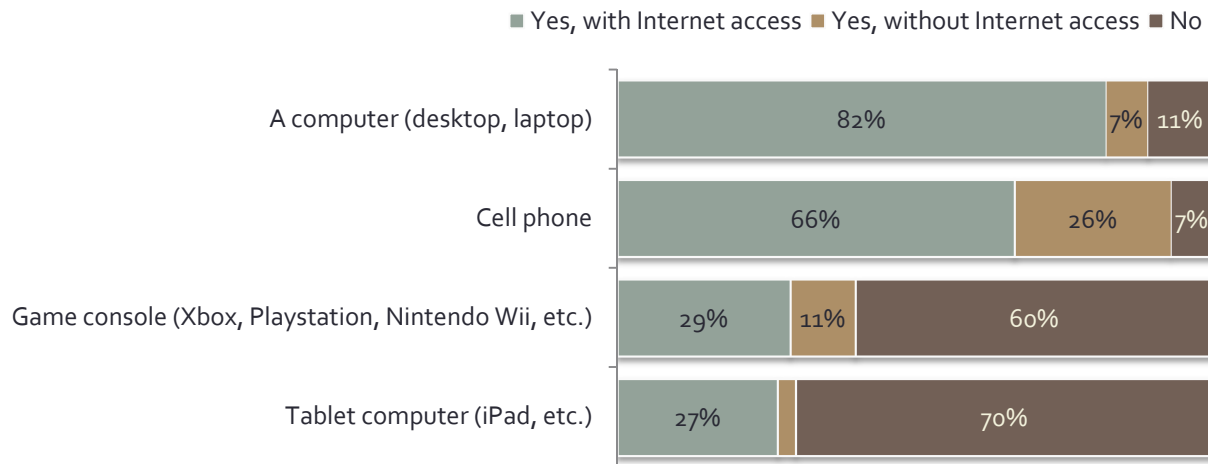 Yes, with Internet access Yes, without Internet access No
A computer (desktop, laptop) 82% 7% 11%
Cell phone 66% 26% 7%
Game console (Xbox, Playstation, Nintendo Wii, etc.) 29% 11% 60%
Tablet computer (iPad, etc.) 27% 70%